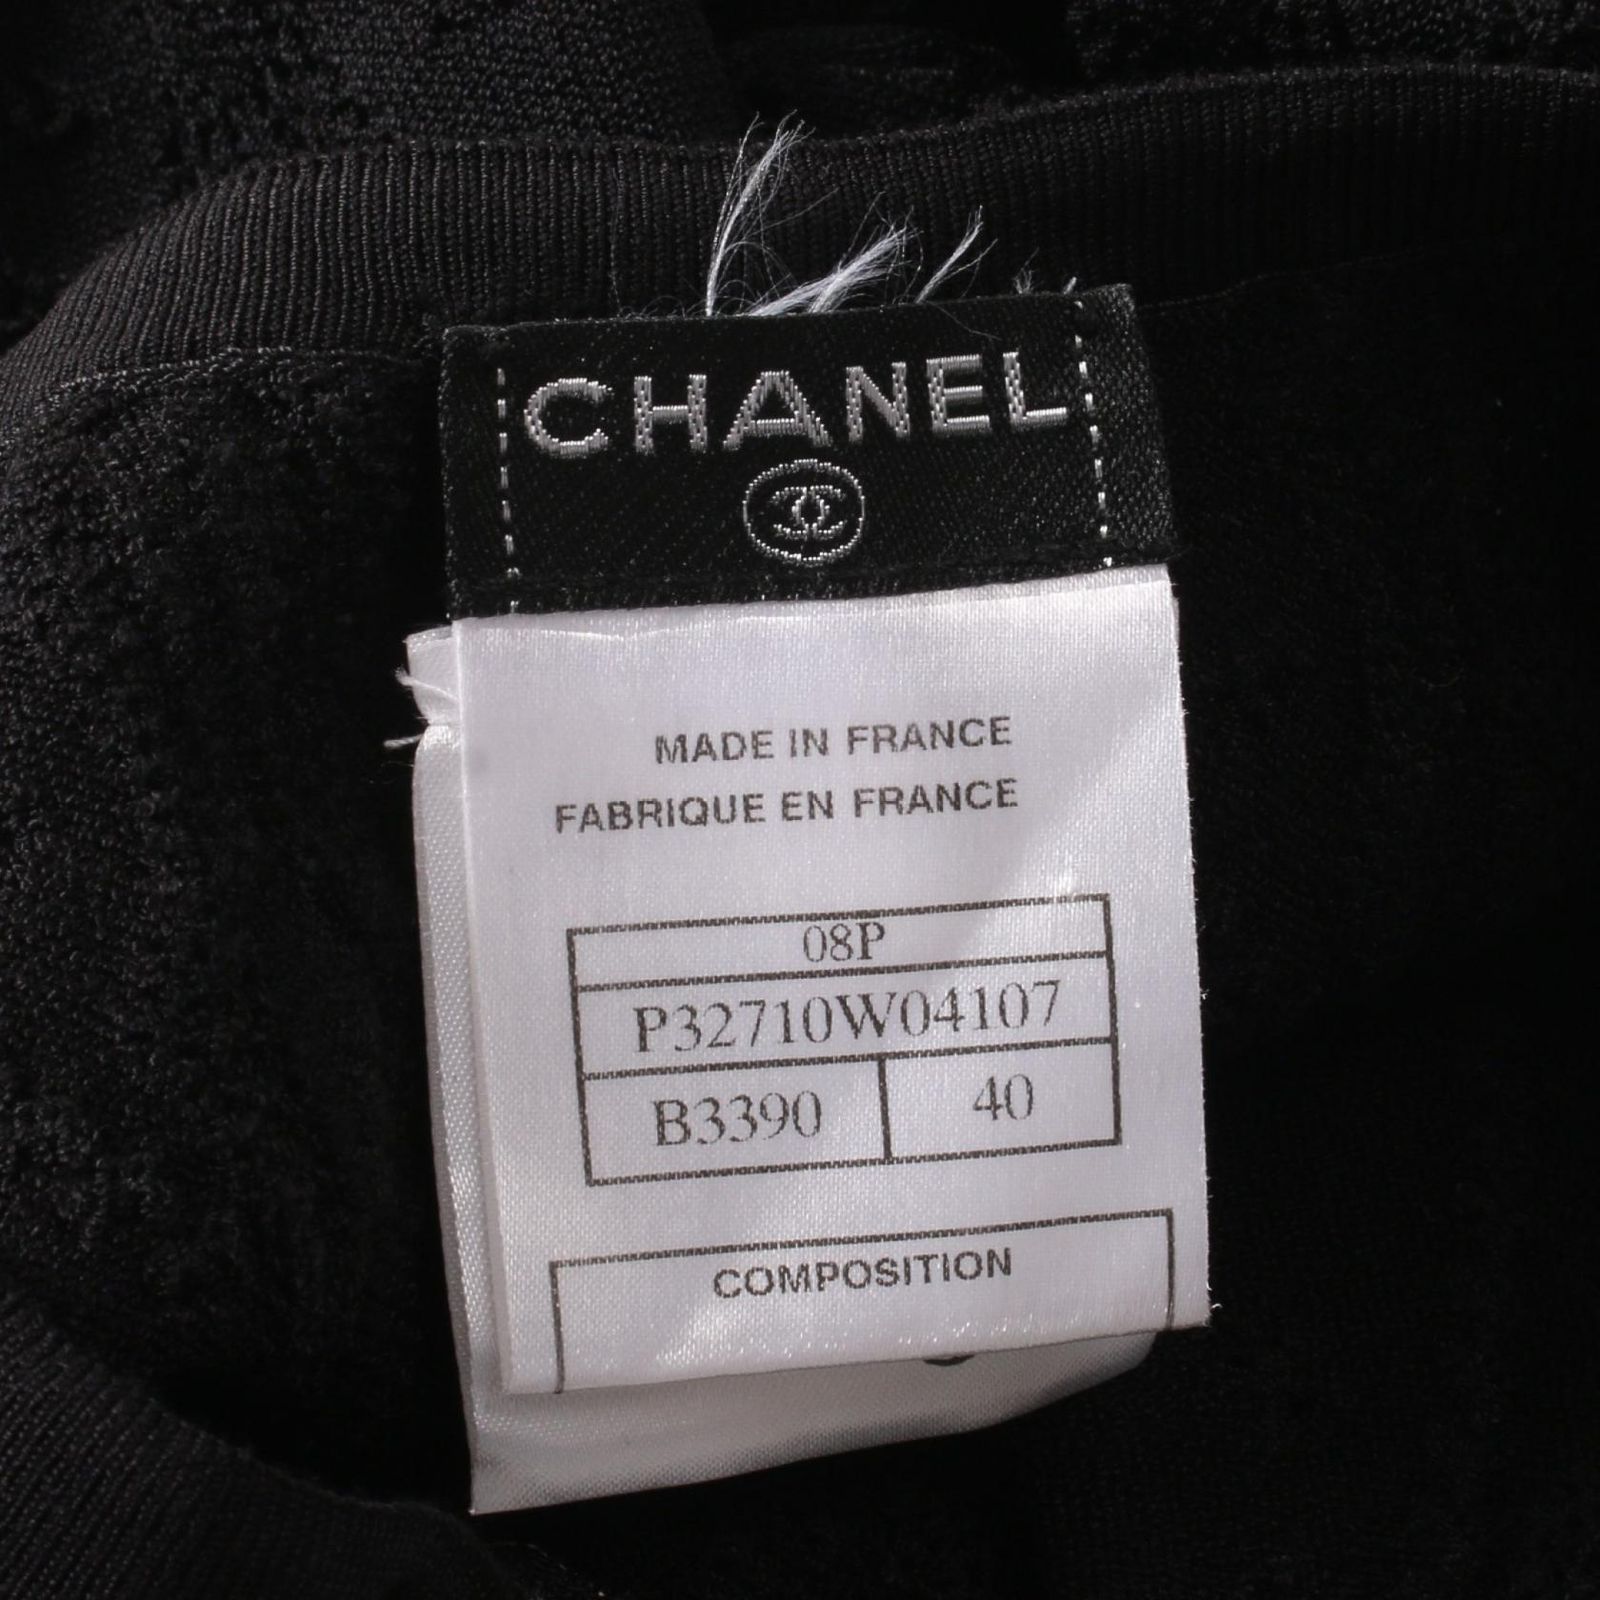 CHANEL
MADE IN FRANCE
FABRIQUE EN FRANCE
08P
P32710W04107
B3390 40
COMPOSITION